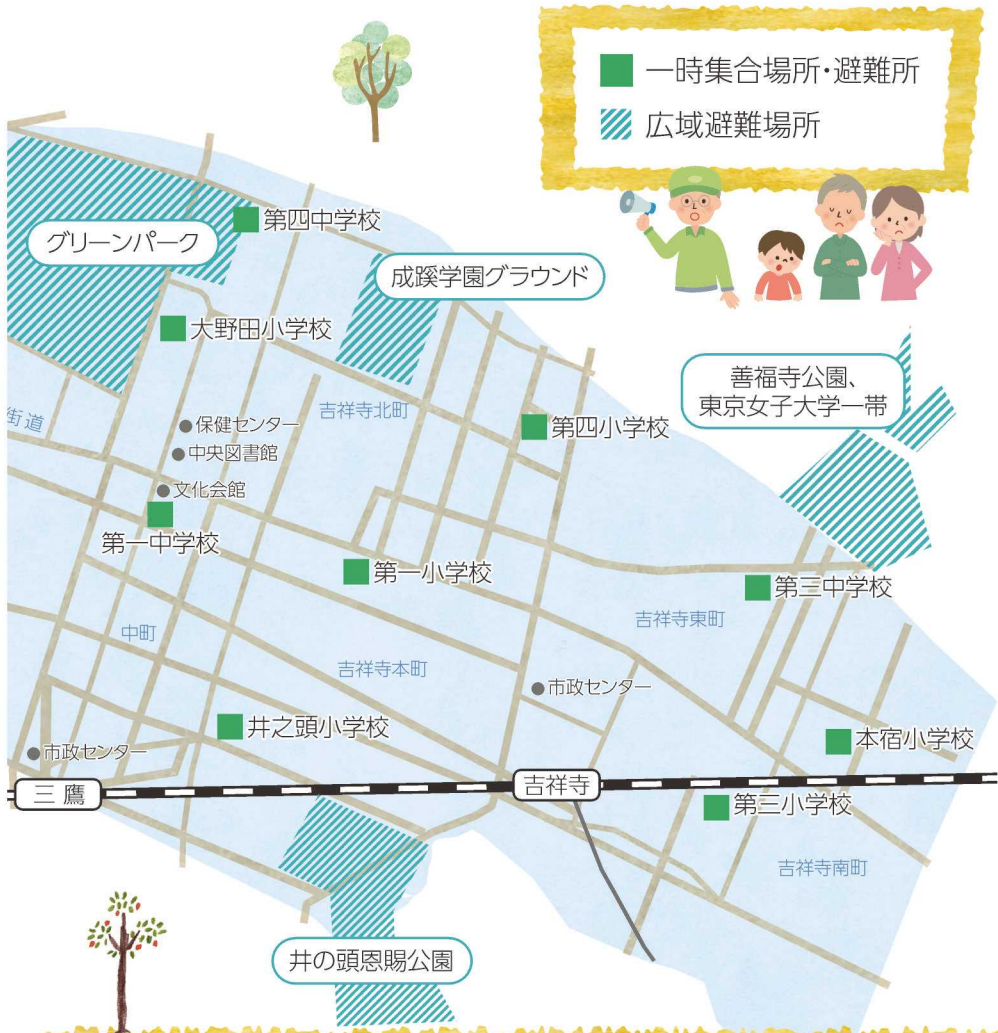 一時集合場所・避難所
広域避難場所
第四中学校
グリーンパーク
成蹊学園グラウンド
大野田小学校
善福寺公園、
東京女子大学一帯
吉祥寺北町
街道
保健センター
第四小学校
中央図書館
文化会館
第一中学校
第一小学校
第三中学校
吉祥寺東町
中町
吉祥寺本町
市政センター
井之頭小学校
本宿小学校
市政センター
三鷹
吉祥寺
第三小学校
吉祥寺南町
井の頭恩賜公園